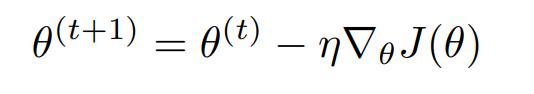 θ^{(t+1)} = θ^{(t)} − η∇_θ J(θ)